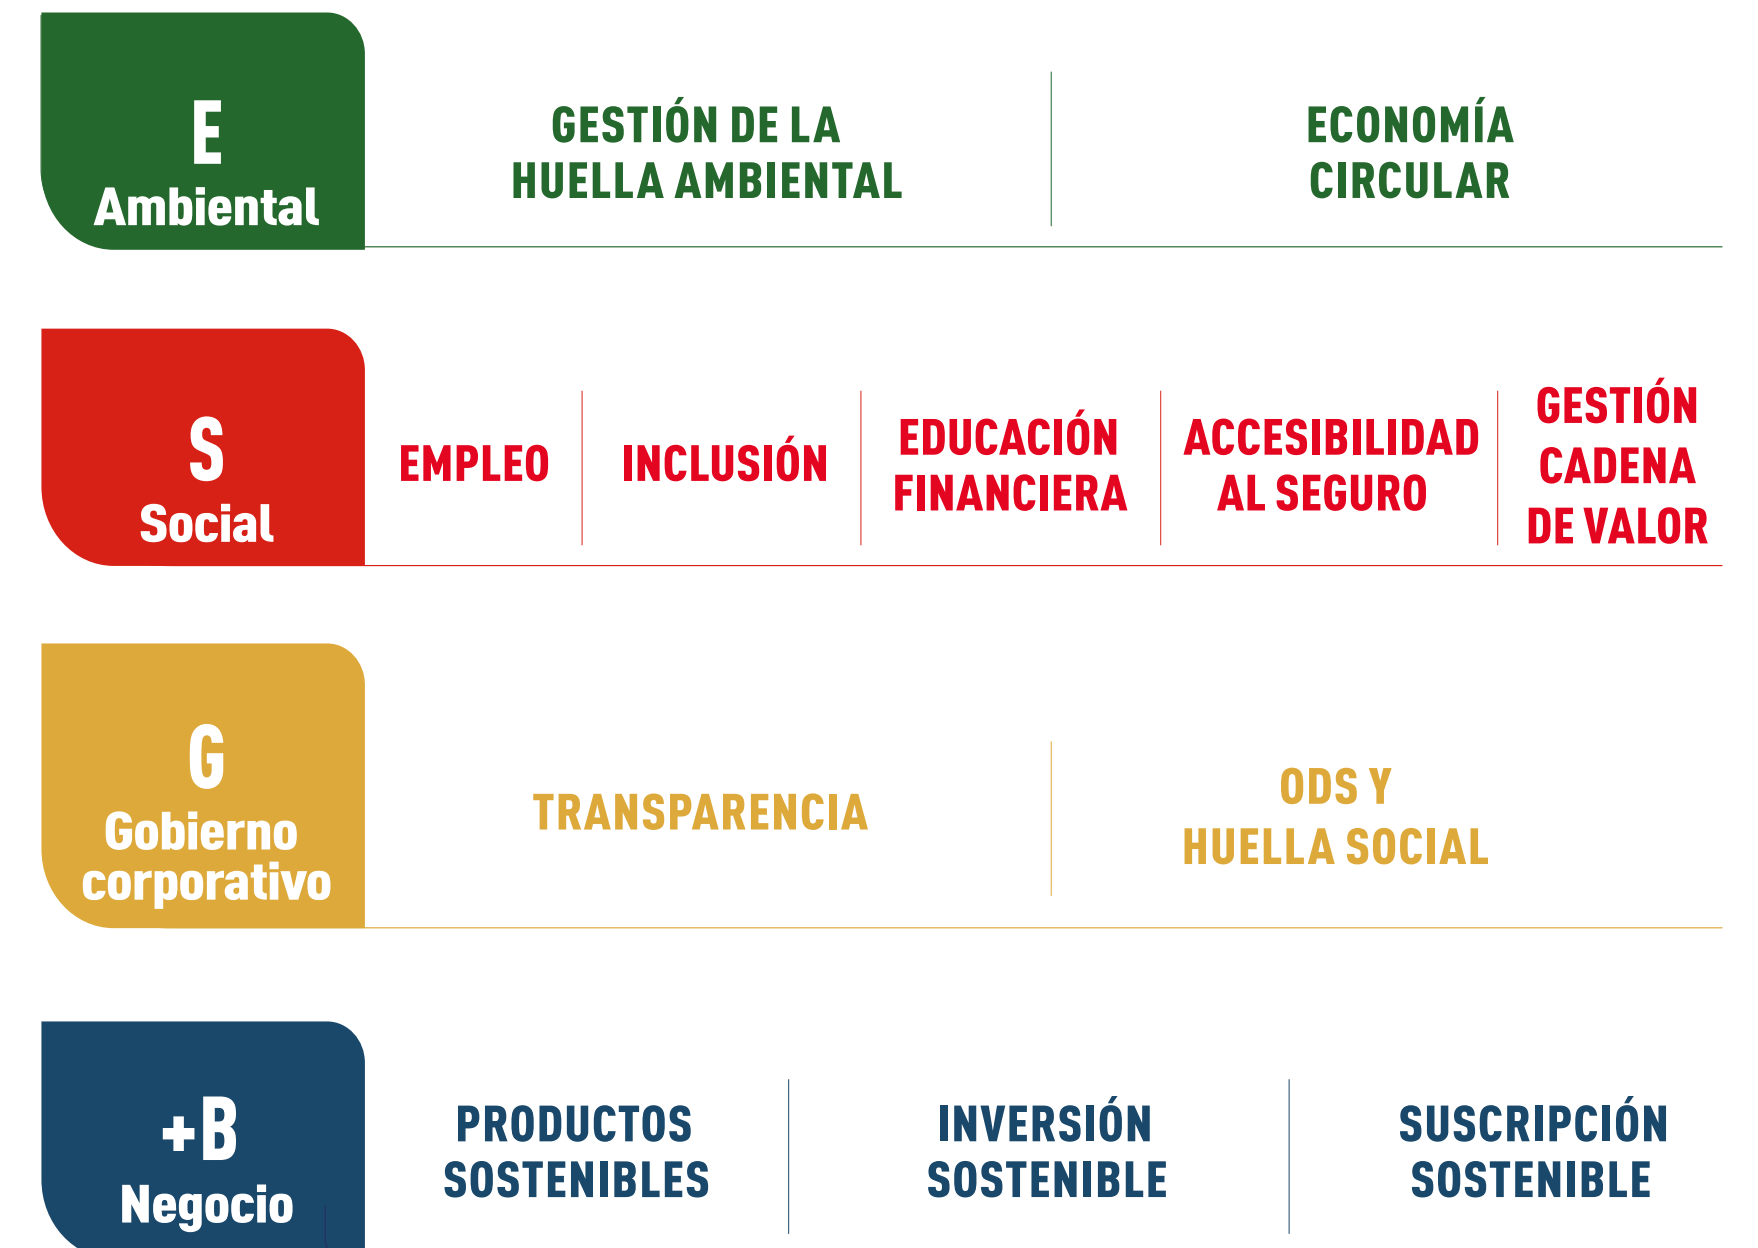 E
Ambiental
GESTIÓN DE LA
HUELLA AMBIENTAL
ECONOMÍA
CIRCULAR
S
Social
EMPLEO
INCLUSIÓN
EDUCACIÓN
FINANCIERA
ACCESIBILIDAD
AL SEGURO
GESTIÓN
CADENA
DE VALOR
G
Gobierno
corporativo
TRANSPARENCIA
ODS Y
HUELLA SOCIAL
+B
Negocio
PRODUCTOS
SOSTENIBLES
INVERSIÓN
SOSTENIBLE
SUSCRIPCIÓN
SOSTENIBLE